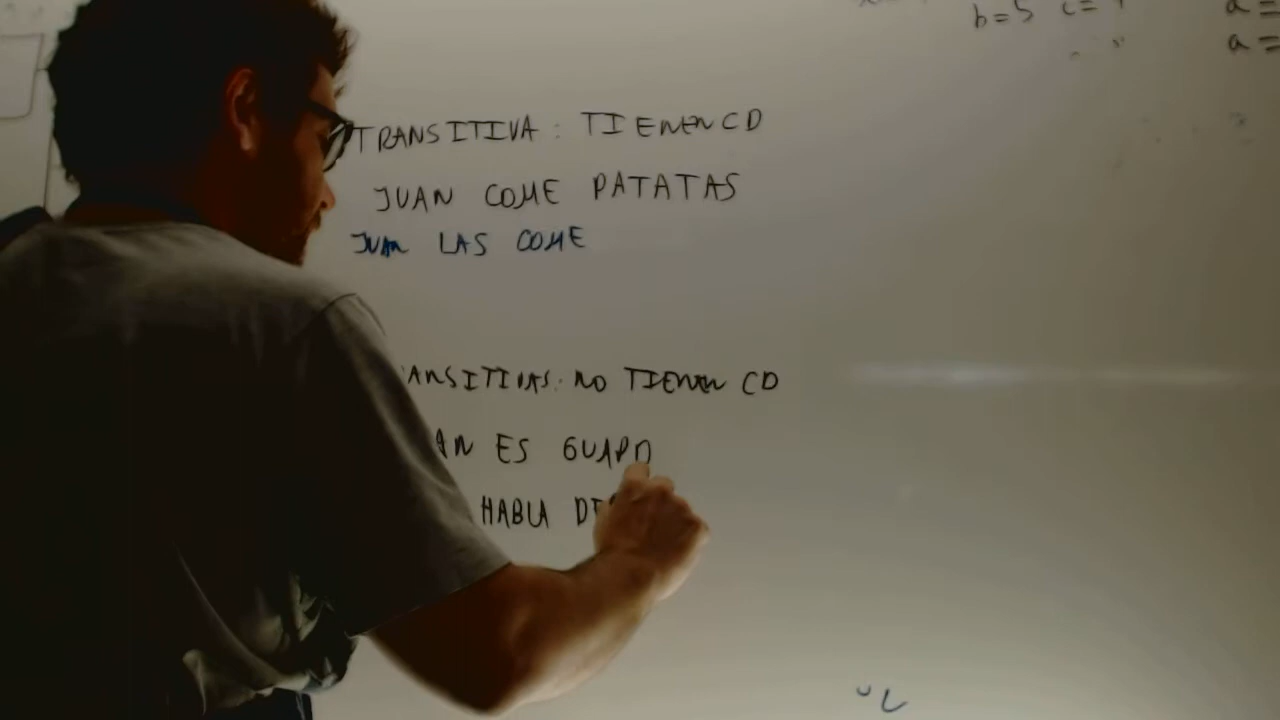 b=5 c=
a=
a=
TRANSITIVA: TIENEN CD
JUAN COME PATATAS
JUAN LAS COME
ANSITIVAS: NO TIENEN CD
AN ES GUAPO
HABLA